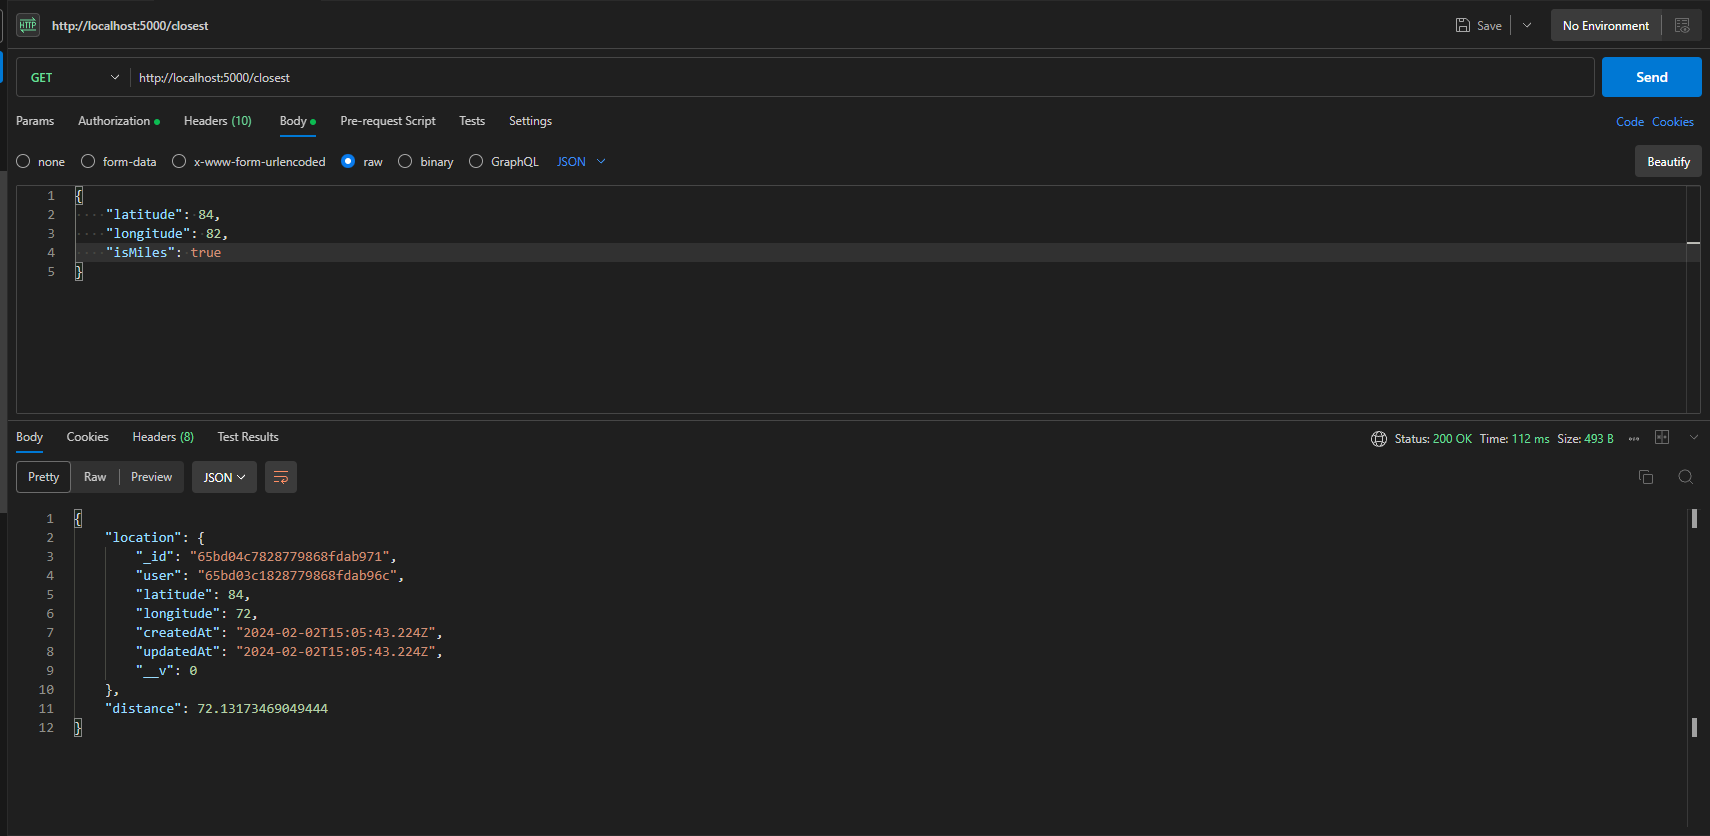 HTTP http://localhost:5000/closest Save No Environment
GET http://localhost:5000/closest Send
Params Authorization Headers (10) Body Pre-request Script Tests Settings Code Cookies
none form-data x-www-form-urlencoded raw binary GraphQL JSON Beautify
1 {
2 "latitude": 84,
3 "longitude": 82,
4 "isMiles": true
5 }
Body Cookies Headers (8) Test Results Status: 200 OK Time: 112 ms Size: 493 B
Pretty Raw Preview JSON
1 {
2 "location": {
3 "_id": "65bd04c7828779868fdab971",
4 "user": "65bd03c1828779868fdab96c",
5 "latitude": 84,
6 "longitude": 72,
7 "createdAt": "2024-02-02T15:05:43.224Z",
8 "updatedAt": "2024-02-02T15:05:43.224Z",
9 "__v": 0
10 },
11 "distance": 72.13173469049444
12 }